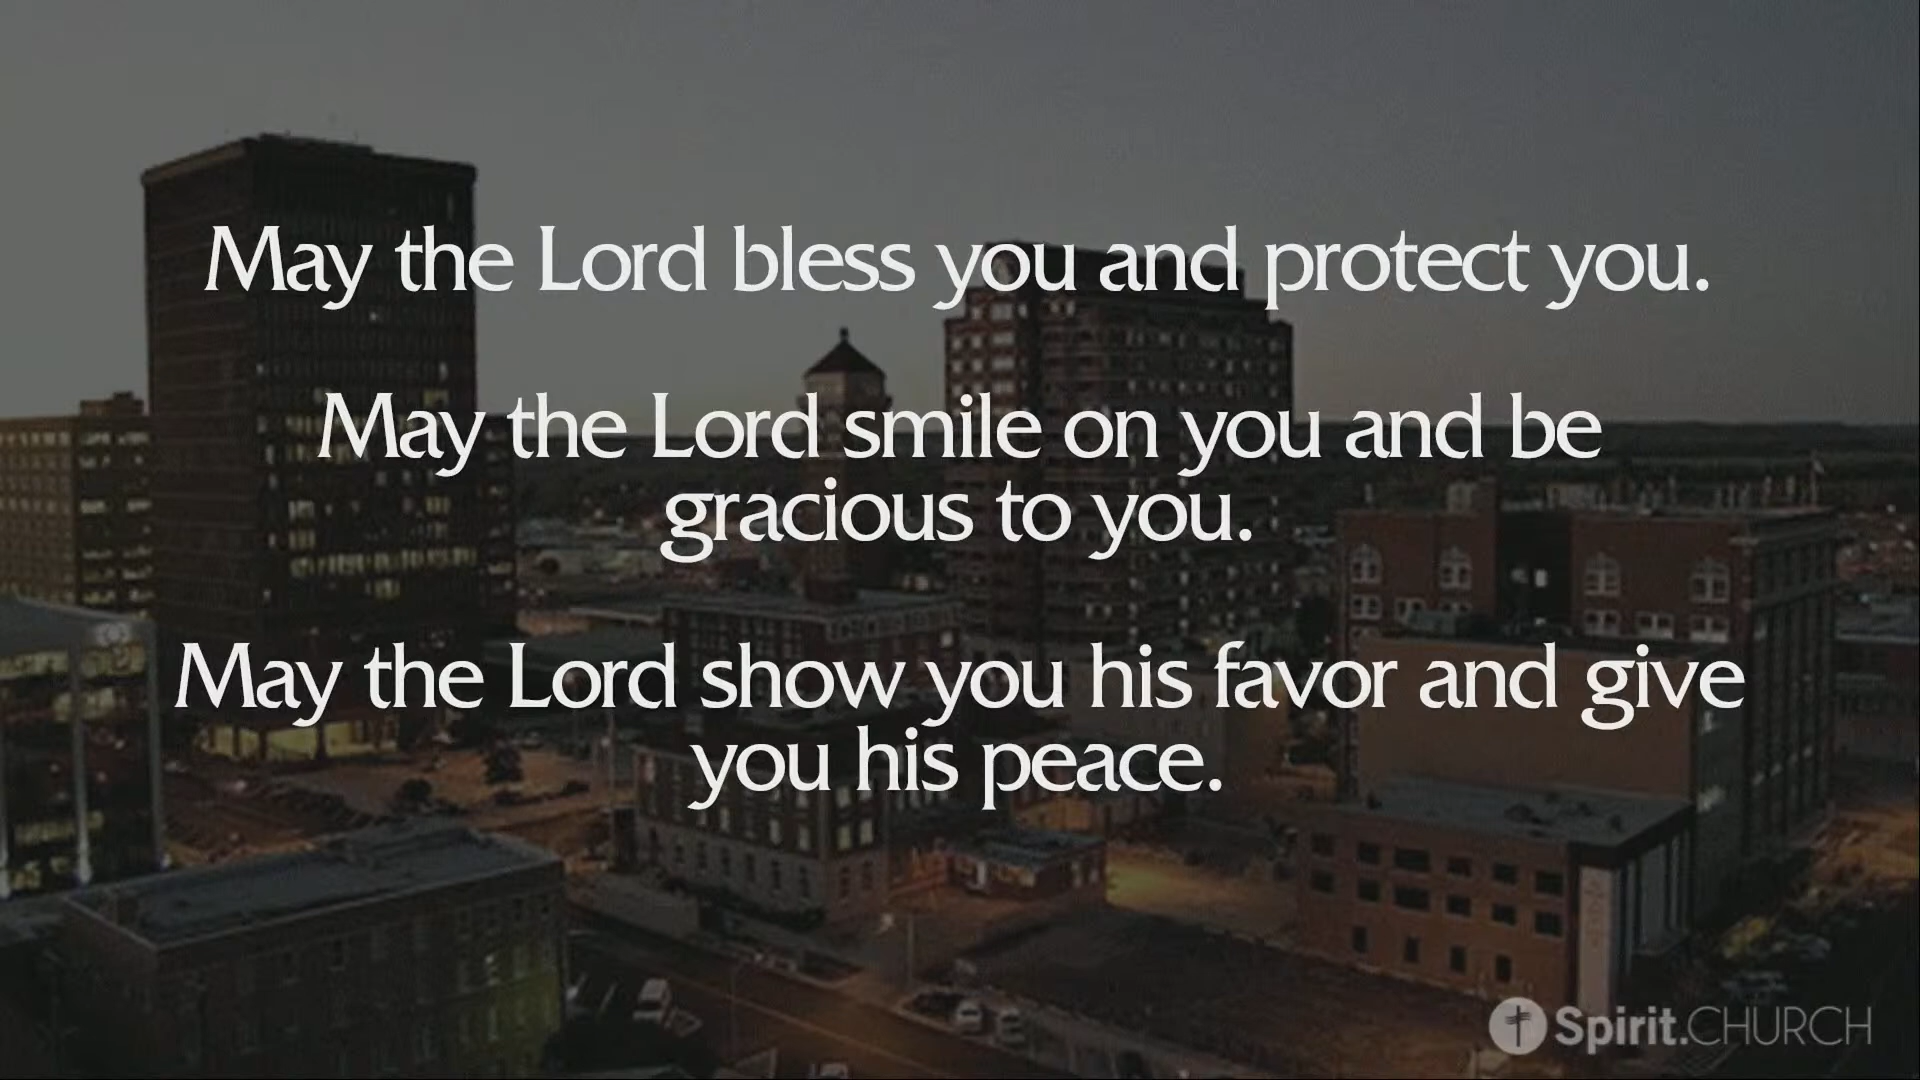 May the Lord bless you and protect you.
May the Lord smile on you and be
gracious to you.
May the Lord show you his favor and give
you his peace.
Spirit.CHURCH